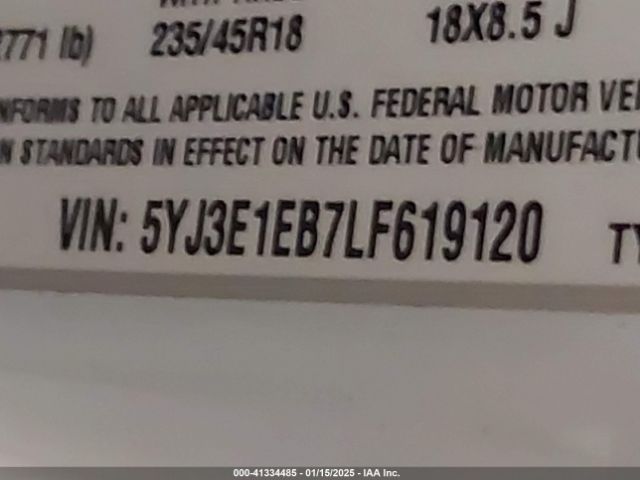 771 lb)
235/45R18
18X8.5 J
NFORMS TO ALL APPLICABLE U.S. FEDERAL MOTOR VE
N STANDARDS IN EFFECT ON THE DATE OF MANUFACT
VIN: 5YJ3E1EB7LF619120
TY
000-41334485 - 01/15/2025 - IAA Inc.